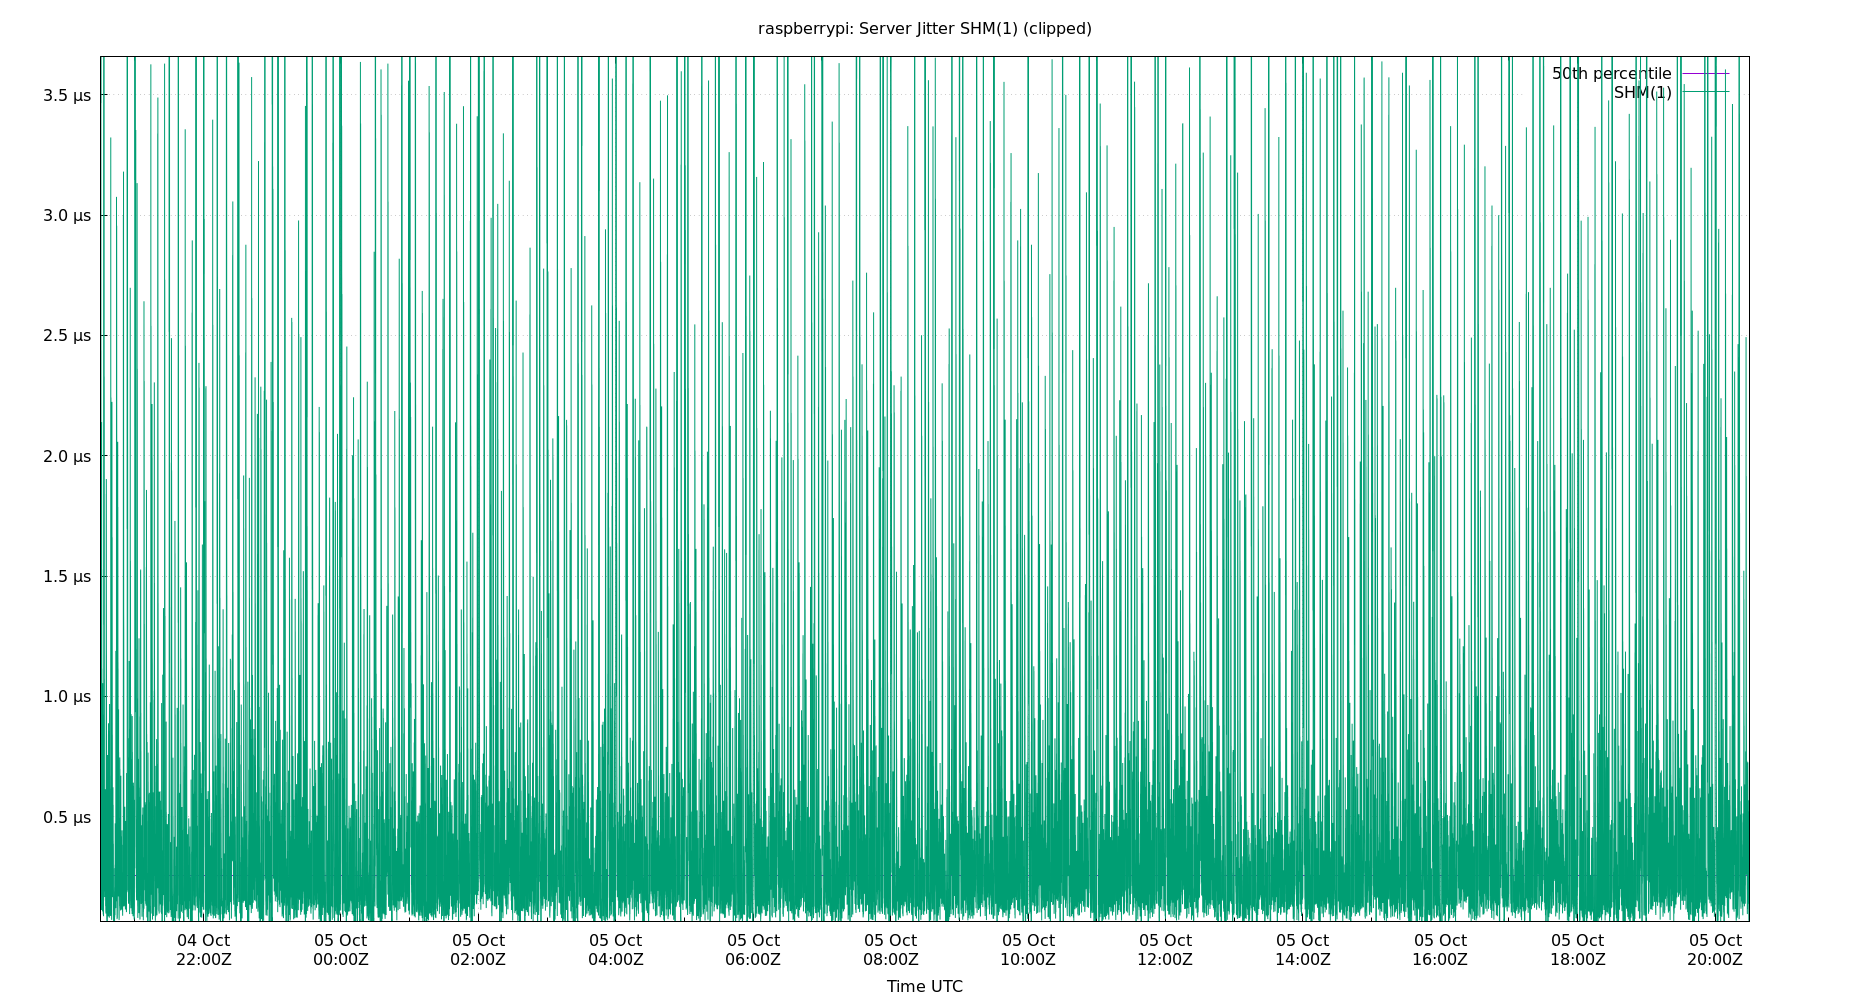 raspberrypi: Server Jitter SHM(1) (clipped)
50th percentile
SHM(1)
3.5 µs
3.0 µs
2.5 µs
2.0 µs
1.5 µs
1.0 µs
0.5 µs
04 Oct 05 Oct 05 Oct 05 Oct 05 Oct 05 Oct 05 Oct 05 Oct 05 Oct 05 Oct 05 Oct 05 Oct
22:00Z 00:00Z 02:00Z 04:00Z 06:00Z 08:00Z 10:00Z 12:00Z 14:00Z 16:00Z 18:00Z 20:00Z
Time UTC